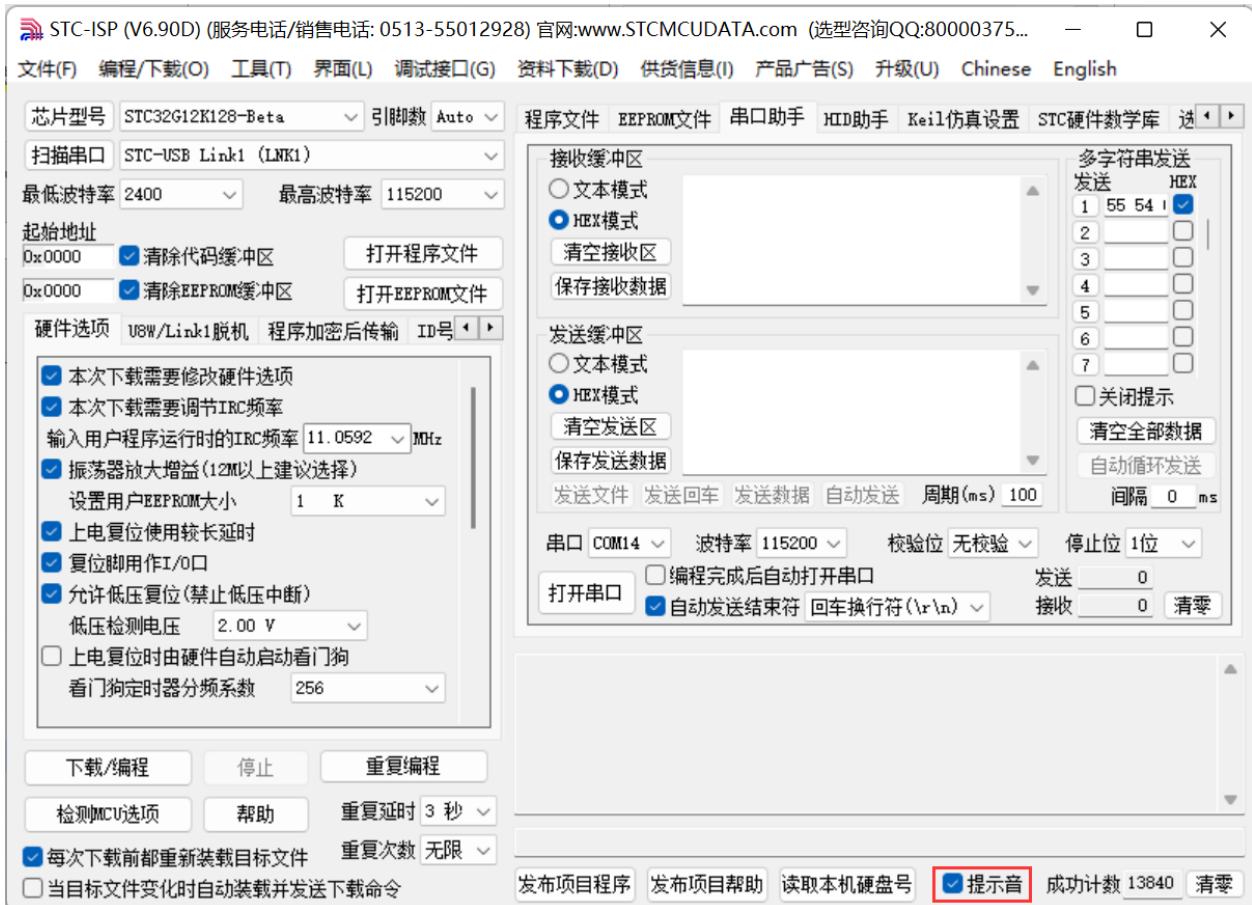 STC-ISP (V6.90D) (服务电话/销售电话: 0513-55012928) 官网:www.STCMCUDATA.com (选型咨询QQ:80000375...
文件(F) 编程/下载(O) 工具(T) 界面(L) 调试接口(G) 资料下载(D) 供货信息(I) 产品广告(S) 升级(U) Chinese English
芯片型号 STC32G12K128-Beta 引脚数 Auto
扫描串口 STC-USB Link1 (LNK1)
最低波特率 2400 最高波特率 115200
起始地址
0x0000 清除代码缓冲区 打开程序文件
0x0000 清除EEPROM缓冲区 打开EEPROM文件
硬件选项 U8W/Link1脱机 程序加密后传输 ID号
本次下载需要修改硬件选项
本次下载需要调节IRC频率
输入用户程序运行时的IRC频率 11.0592 MHz
振荡器放大增益(12M以上建议选择)
设置用户EEPROM大小 1 K
上电复位使用较长延时
复位脚用作I/O口
允许低压复位(禁止低压中断)
低压检测电压 2.00 V
上电复位时由硬件自动启动看门狗
看门狗定时器分频系数 256
下载/编程 停止 重复编程
检测MCU选项 帮助 重复延时 3 秒
每次下载前都重新装载目标文件 重复次数 无限
当目标文件变化时自动装载并发送下载命令
程序文件 EEPROM文件 串口助手 HID助手 Keil仿真设置 STC硬件数学库 选
接收缓冲区
文本模式
HEX模式
清空接收区
保存接收数据
发送缓冲区
文本模式
HEX模式
清空发送区
保存发送数据
发送文件 发送回车 发送数据 自动发送 周期(ms) 100
多字符串发送
发送 HEX
1 55 54
2
3
4
5
6
7
关闭提示
清空全部数据
自动循环发送
间隔 0 ms
串口 COM14 波特率 115200 校验位 无校验 停止位 1位
打开串口 编程完成后自动打开串口 发送 0
自动发送结束符 回车换行符(\r\n) 接收 0 清零
发布项目程序 发布项目帮助 读取本机硬盘号 提示音 成功计数 13840 清零